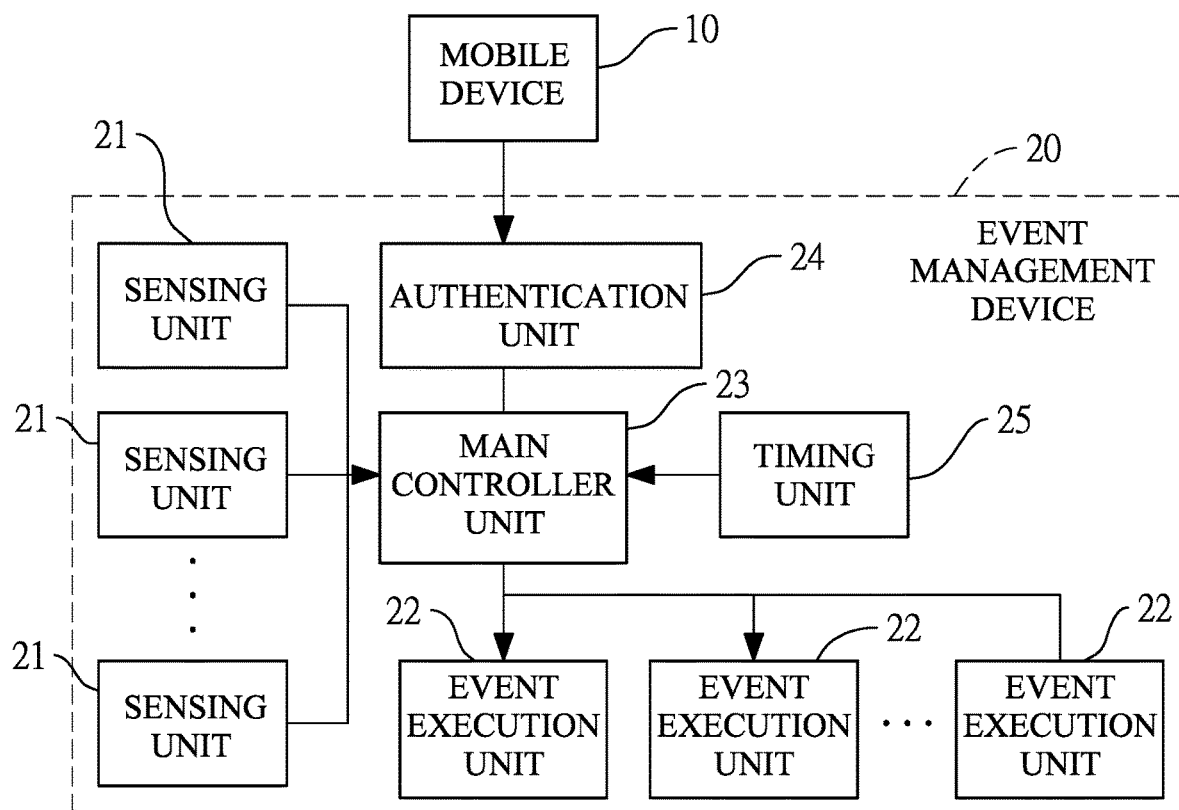 10
MOBILE
DEVICE
21
20
SENSING
UNIT
24
AUTHENTICATION
UNIT
EVENT
MANAGEMENT
DEVICE
21
23
SENSING
UNIT
MAIN
CONTROLLER
UNIT
25
TIMING
UNIT
21
SENSING
UNIT
22
EVENT
EXECUTION
UNIT
22
EVENT
EXECUTION
UNIT
22
EVENT
EXECUTION
UNIT